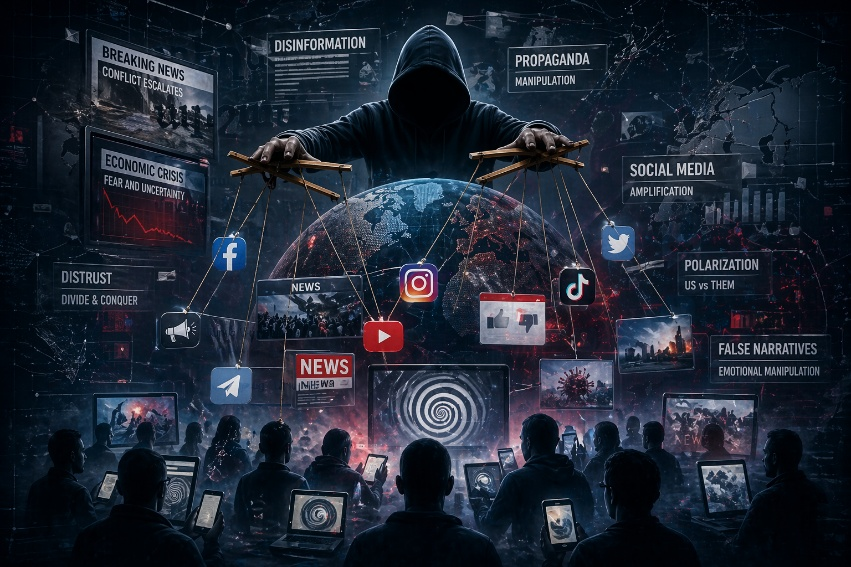 BREAKING NEWS
CONFLICT ESCALATES
DISINFORMATION
PROPAGANDA
MANIPULATION
ECONOMIC CRISIS
FEAR AND UNCERTAINTY
SOCIAL MEDIA
AMPLIFICATION
DISTRUST
DIVIDE & CONQUER
POLARIZATION
US vs THEM
NEWS
NEWS
FALSE NARRATIVES
EMOTIONAL MANIPULATION